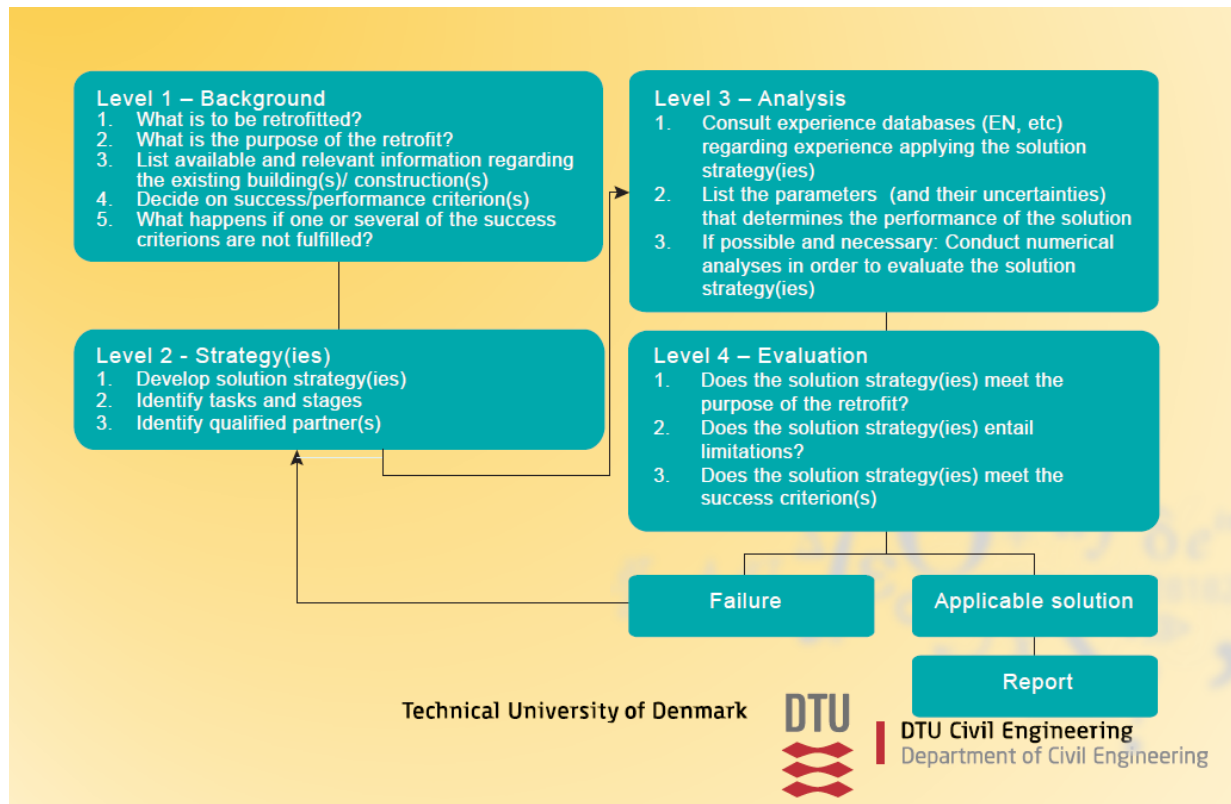 Level 1 – Background
1. What is to be retrofitted?
2. What is the purpose of the retrofit?
3. List available and relevant information regarding
the existing building(s)/ construction(s)
4. Decide on success/performance criterion(s)
5. What happens if one or several of the success
criterions are not fulfilled?
Level 2 - Strategy(ies)
1. Develop solution strategy(ies)
2. Identify tasks and stages
3. Identify qualified partner(s)
Level 3 – Analysis
1. Consult experience databases (EN, etc)
regarding experience applying the solution
strategy(ies)
2. List the parameters (and their uncertainties)
that determines the performance of the solution
3. If possible and necessary: Conduct numerical
analyses in order to evaluate the solution
strategy(ies)
Level 4 – Evaluation
1. Does the solution strategy(ies) meet the
purpose of the retrofit?
2. Does the solution strategy(ies) entail
limitations?
3. Does the solution strategy(ies) meet the
success criterion(s)
Failure
Applicable solution
Report
Technical University of Denmark
DTU
DTU Civil Engineering
Department of Civil Engineering